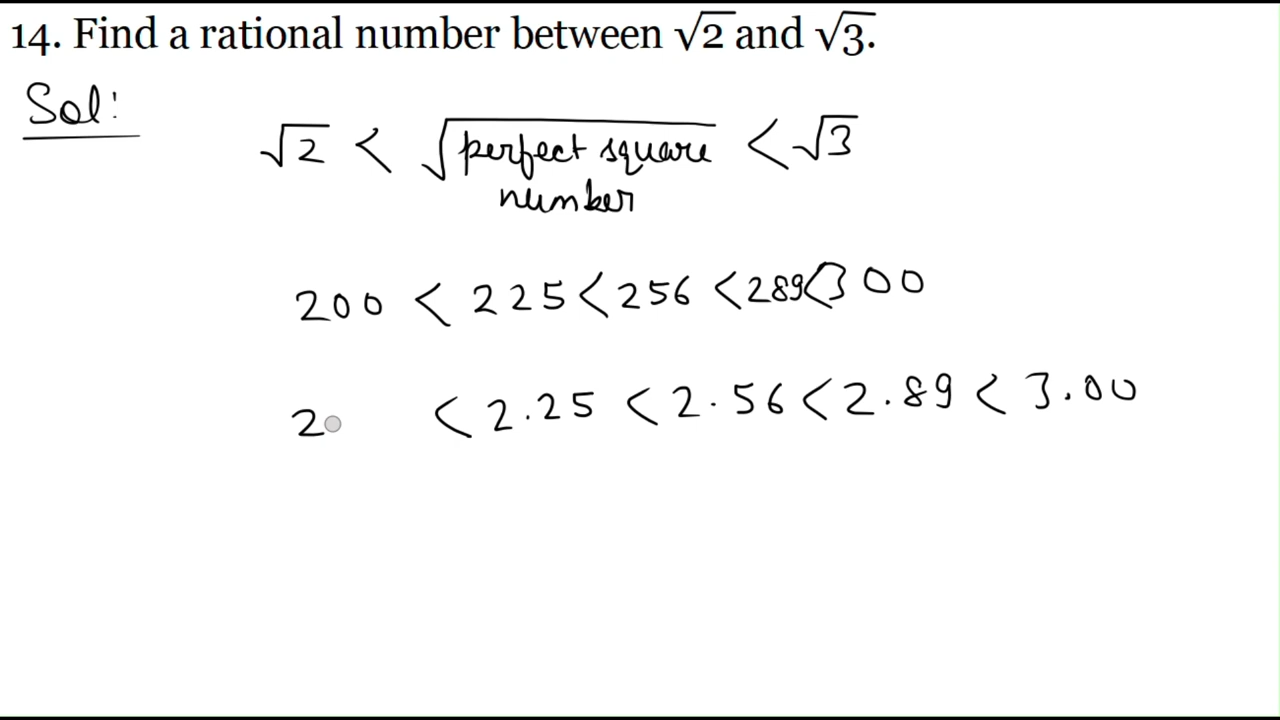 14. Find a rational number between √2 and √3.
Sol:
√2 < √perfect square number < √3
200 < 225 < 256 < 289 < 300
2 < 2.25 < 2.56 < 2.89 < 3.00